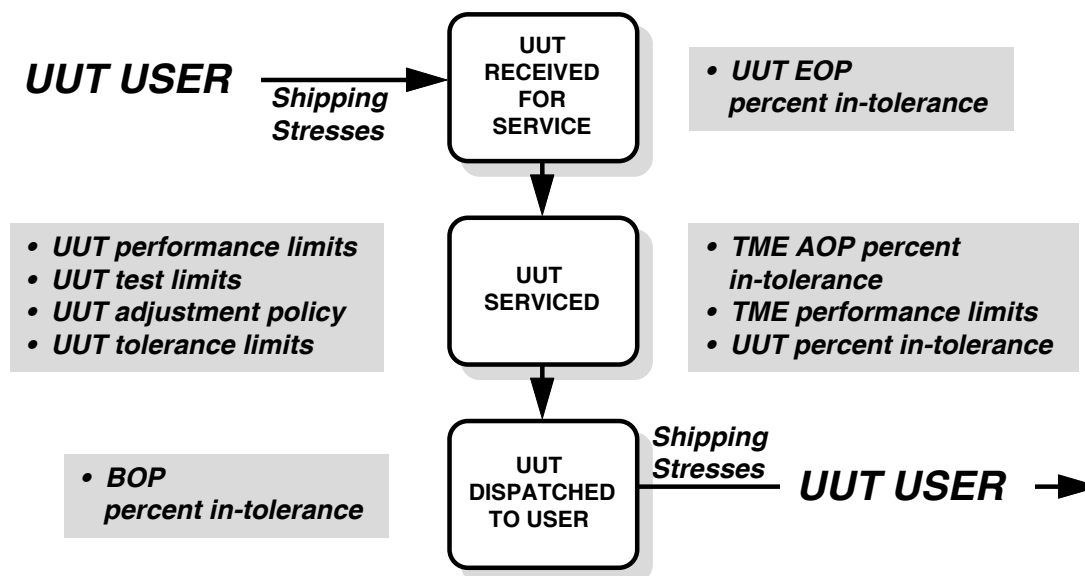 UUT USER
Shipping
Stresses
UUT
RECEIVED
FOR
SERVICE
• UUT EOP
percent in-tolerance
• UUT performance limits
• UUT test limits
• UUT adjustment policy
• UUT tolerance limits
UUT
SERVICED
• TME AOP percent
in-tolerance
• TME performance limits
• UUT percent in-tolerance
• BOP
percent in-tolerance
UUT
DISPATCHED
TO USER
Shipping
Stresses
UUT USER